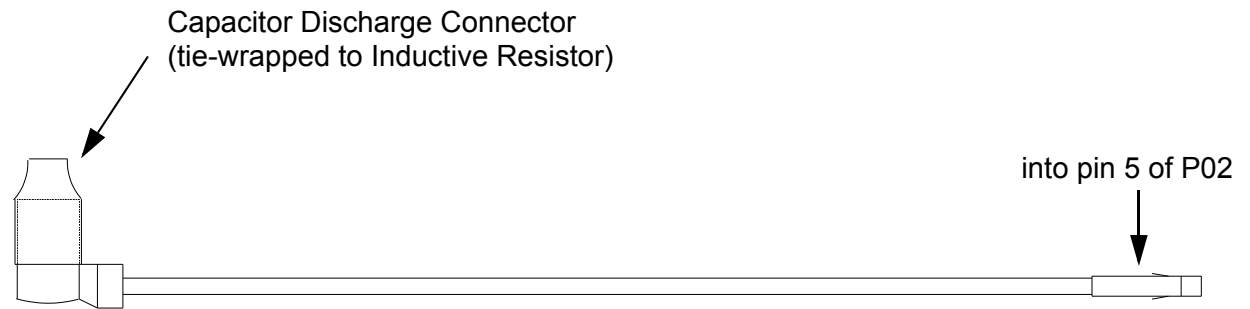 Capacitor Discharge Connector
(tie-wrapped to Inductive Resistor)
into pin 5 of P02